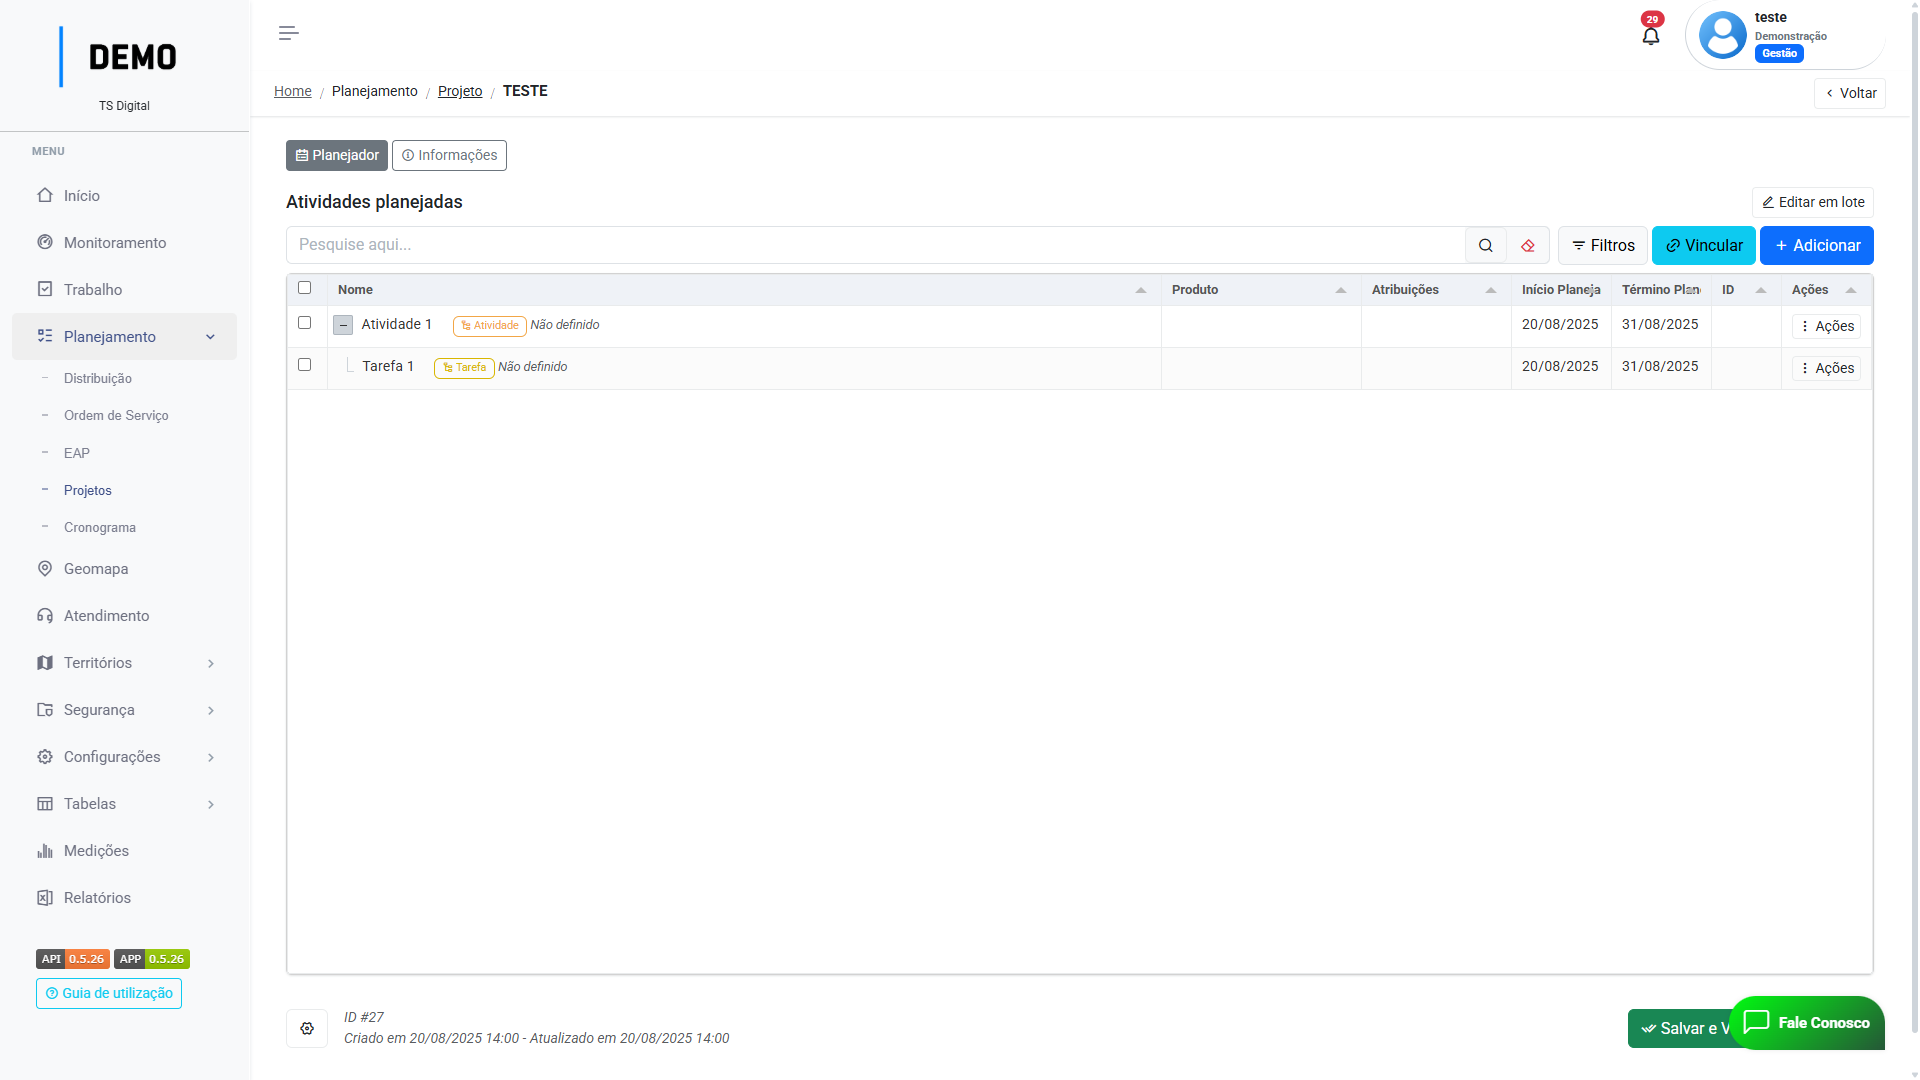 DEMO
TS Digital
MENU
Início
Monitoramento
Trabalho
Planejamento
Distribuição
Ordem de Serviço
EAP
Projetos
Cronograma
Geomapa
Atendimento
Territórios
Segurança
Configurações
Tabelas
Medições
Relatórios
API 0.5.26 APP 0.5.26
Guia de utilização
29
teste
Demonstração
Gestão
Home / Planejamento / Projeto / TESTE
Voltar
Planejador Informações
Atividades planejadas
Editar em lote
Pesquise aqui...
Filtros Vincular + Adicionar
Nome Produto Atribuições Início Planeja Término Plan ID Ações
Atividade 1 Atividade Não definido 20/08/2025 31/08/2025 Ações
Tarefa 1 Tarefa Não definido 20/08/2025 31/08/2025 Ações
ID #27
Criado em 20/08/2025 14:00 - Atualizado em 20/08/2025 14:00
Salvar e V
Fale Conosco